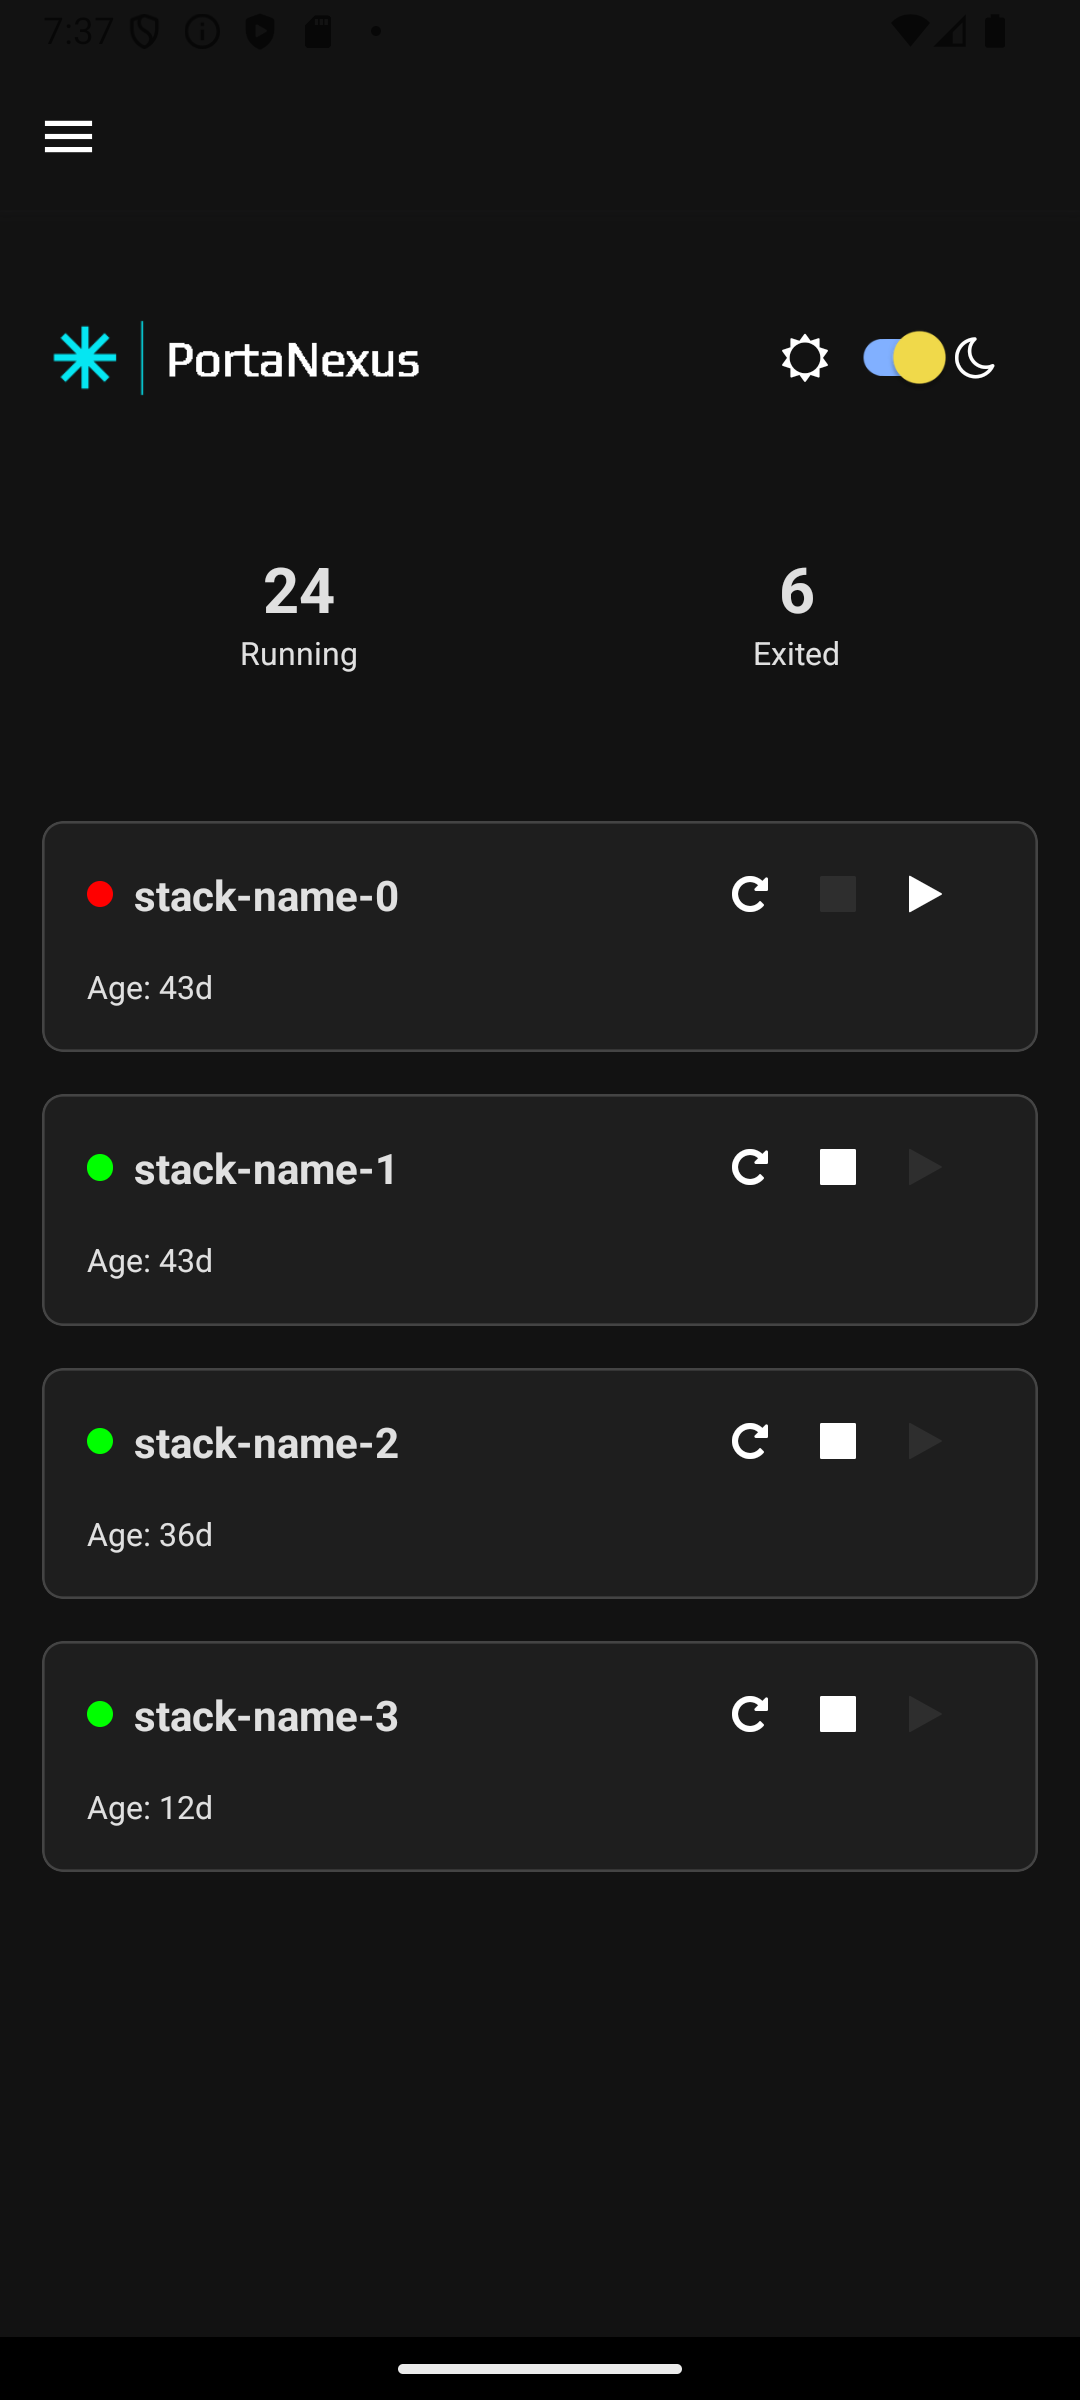 7:37
PortaNexus
24 6
Running Exited
stack-name-0
Age: 43d
stack-name-1
Age: 43d
stack-name-2
Age: 36d
stack-name-3
Age: 12d